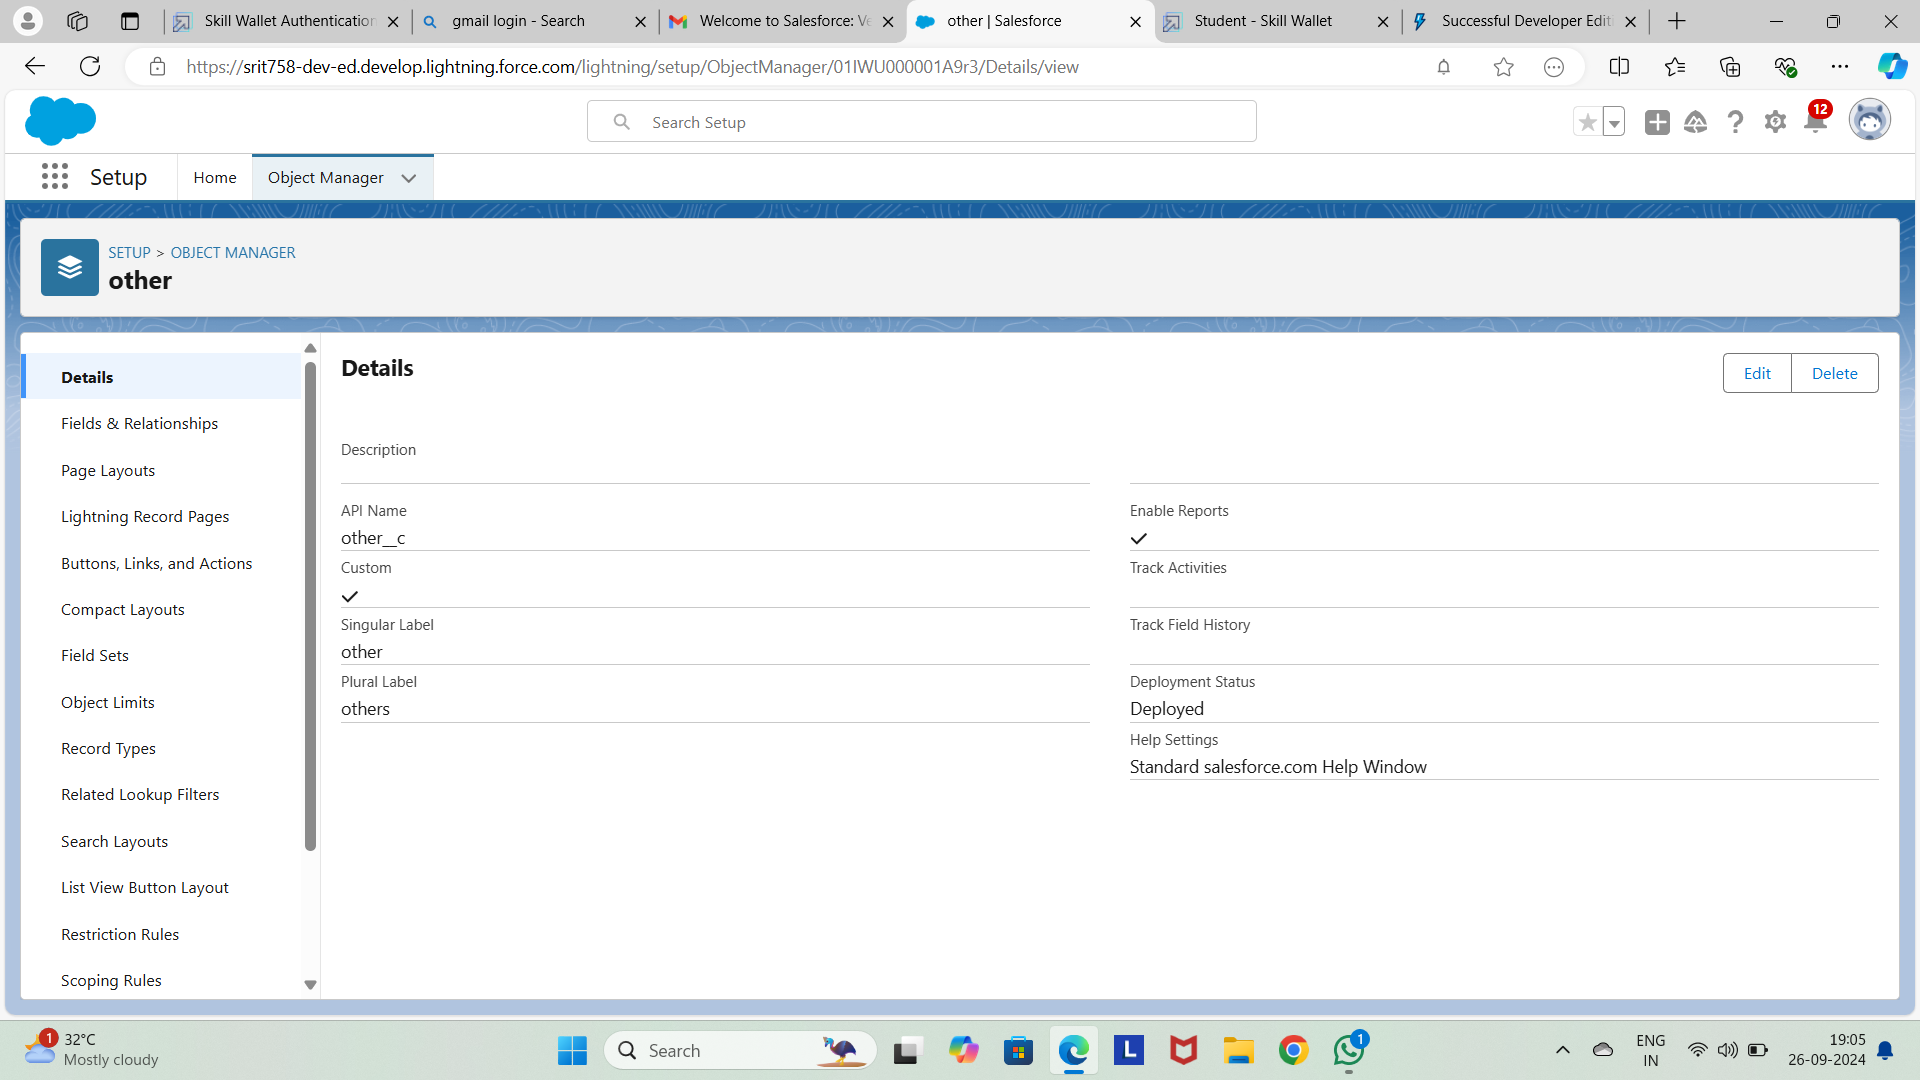 Skill Wallet Authentication
gmail login - Search
Welcome to Salesforce: Ve
other | Salesforce
Student - Skill Wallet
Successful Developer Editi
https://srit758-dev-ed.develop.lightning.force.com/lightning/setup/ObjectManager/01IWU000001A9r3/Details/view
Search Setup
12
Setup
Home
Object Manager
SETUP > OBJECT MANAGER
other
Details
Fields & Relationships
Page Layouts
Lightning Record Pages
Buttons, Links, and Actions
Compact Layouts
Field Sets
Object Limits
Record Types
Related Lookup Filters
Search Layouts
List View Button Layout
Restriction Rules
Scoping Rules
Details
Edit
Delete
Description
API Name
other__c
Custom
Singular Label
other
Plural Label
others
Enable Reports
Track Activities
Track Field History
Deployment Status
Deployed
Help Settings
Standard salesforce.com Help Window
1
32°C
Mostly cloudy
Search
L
1
ENG
IN
19:05
26-09-2024